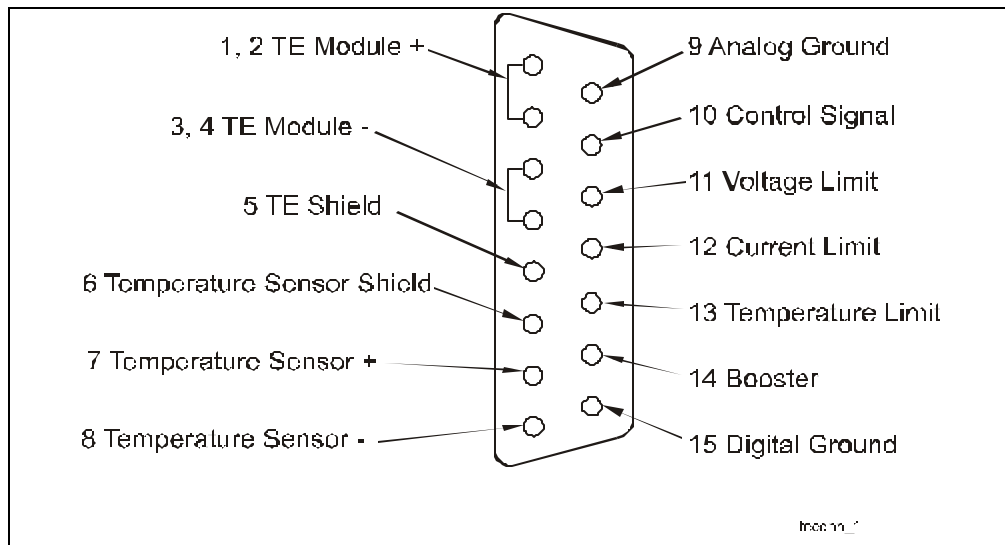 1, 2 TE Module +
3, 4 TE Module -
5 TE Shield
6 Temperature Sensor Shield
7 Temperature Sensor +
8 Temperature Sensor -
9 Analog Ground
10 Control Signal
11 Voltage Limit
12 Current Limit
13 Temperature Limit
14 Booster
15 Digital Ground